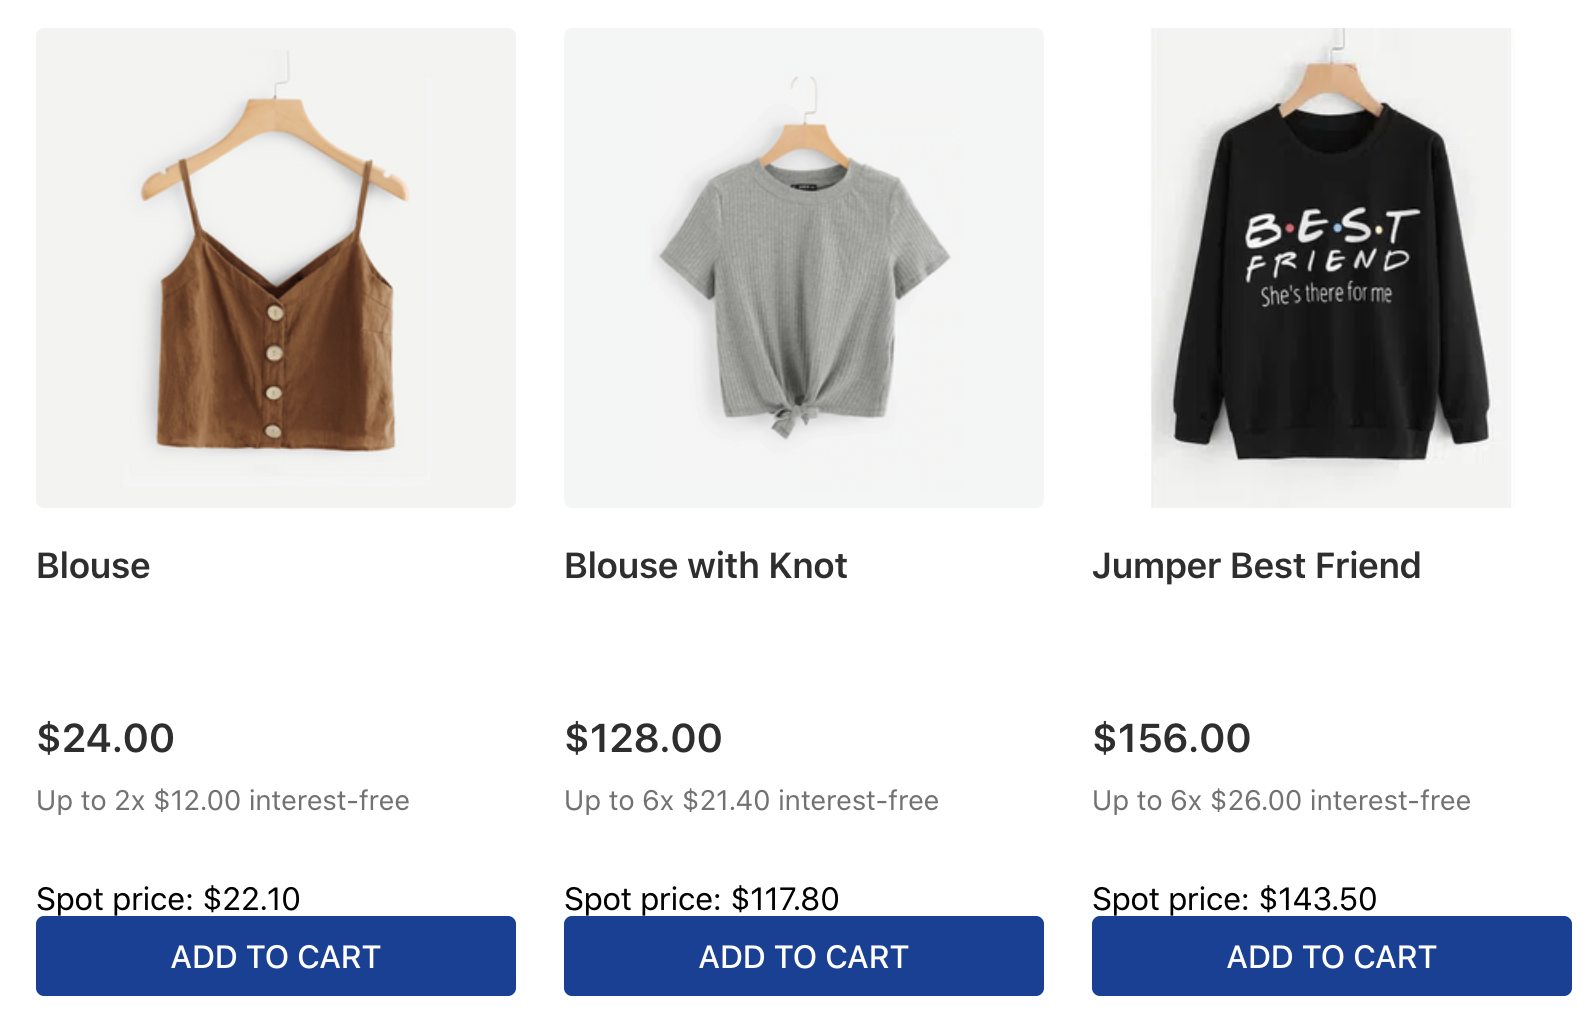 B•E•S•T
FRIEND
She's there for me
Blouse
Blouse with Knot
Jumper Best Friend
$24.00
$128.00
$156.00
Up to 2x $12.00 interest-free
Up to 6x $21.40 interest-free
Up to 6x $26.00 interest-free
Spot price: $22.10
Spot price: $117.80
Spot price: $143.50
ADD TO CART
ADD TO CART
ADD TO CART